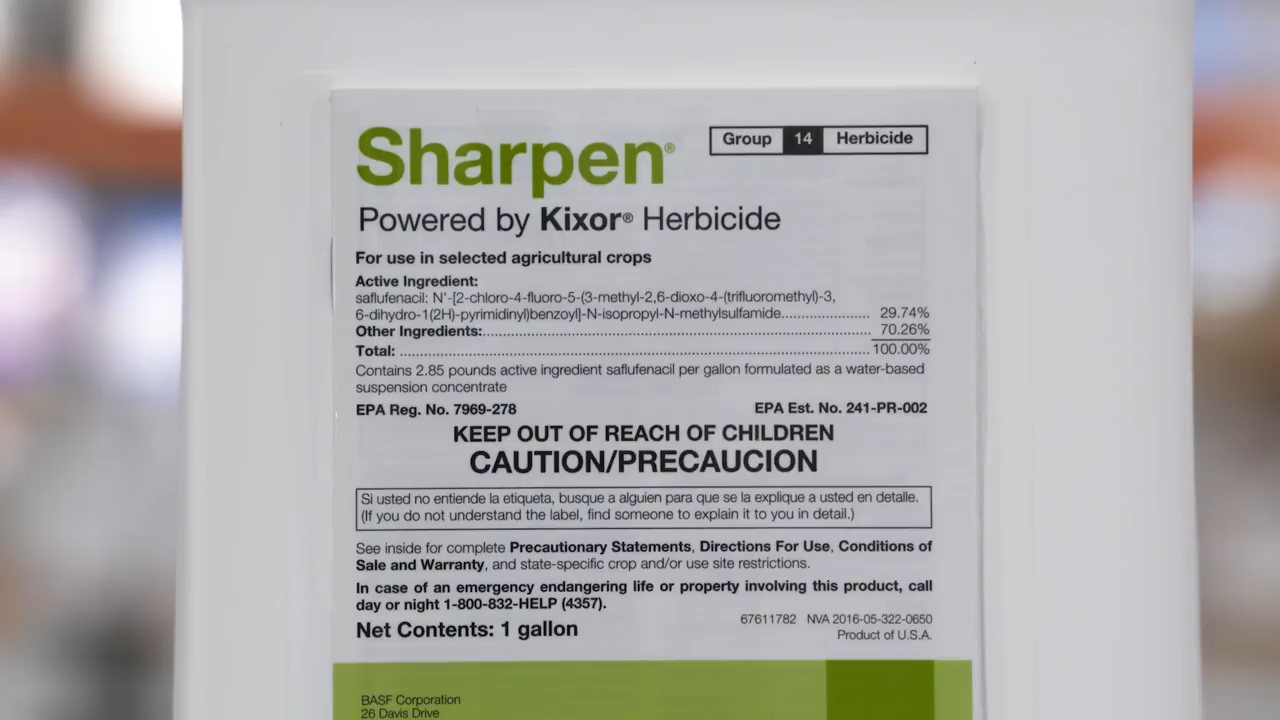 Sharpen®
Group 14 Herbicide
Powered by Kixor® Herbicide
For use in selected agricultural crops
Active Ingredient:
saflufenacil: N'-[2-chloro-4-fluoro-5-(3-methyl-2,6-dioxo-4-(trifluoromethyl)-3,
6-dihydro-1(2H)-pyrimidinyl)benzoyl]-N-isopropyl-N-methylsulfamide.................... 29.74%
Other Ingredients:.................................................................................... 70.26%
Total: ........................................................................................................ 100.00%
Contains 2.85 pounds active ingredient saflufenacil per gallon formulated as a water-based
suspension concentrate
EPA Reg. No. 7969-278 EPA Est. No. 241-PR-002
KEEP OUT OF REACH OF CHILDREN
CAUTION/PRECAUCION
Si usted no entiende la etiqueta, busque a alguien para que se la explique a usted en detalle.
(If you do not understand the label, find someone to explain it to you in detail.)
See inside for complete Precautionary Statements, Directions For Use, Conditions of
Sale and Warranty, and state-specific crop and/or use site restrictions.
In case of an emergency endangering life or property involving this product, call
day or night 1-800-832-HELP (4357).
Net Contents: 1 gallon
67611782 NVA 2016-05-322-0650
Product of U.S.A.
BASF Corporation
26 Davis Drive